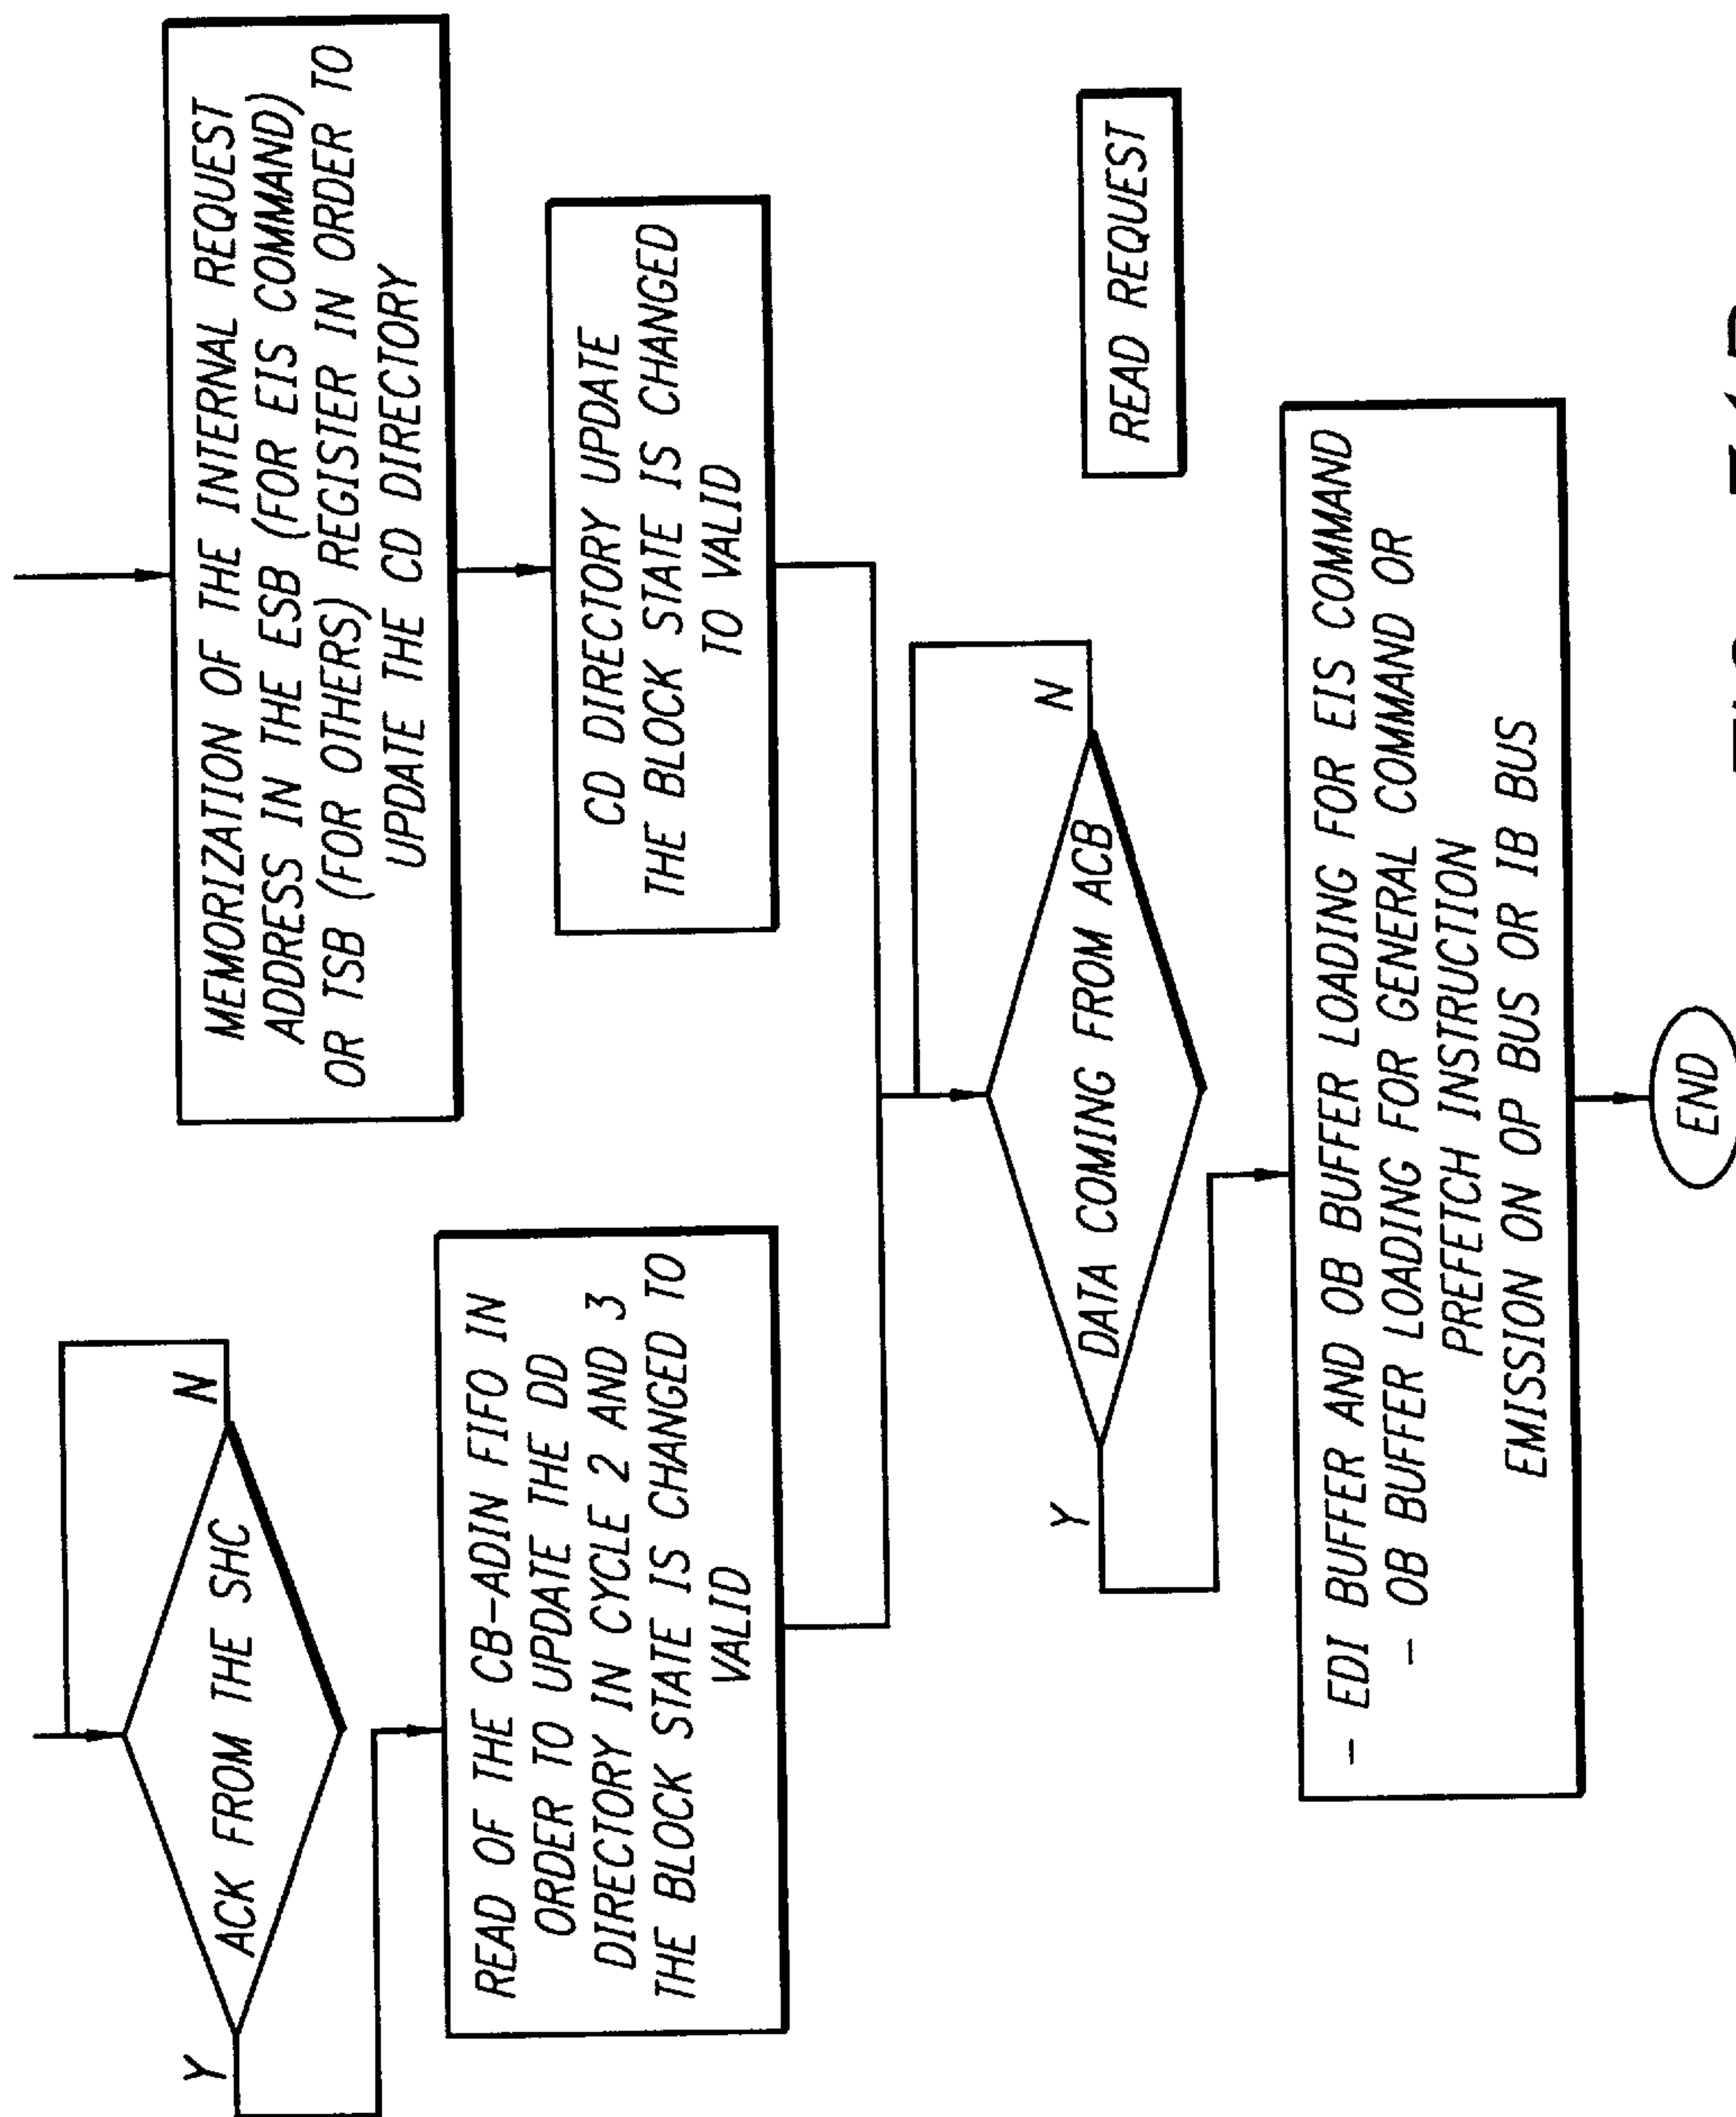 ACK FROM THE SHC
N
Y
READ OF THE CB-ADIN FIFO IN
ORDER TO UPDATE THE DD
DIRECTORY IN CYCLE 2 AND 3
THE BLOCK STATE IS CHANGED TO
VALID
MEMORIZATION OF THE INTERNAL REQUEST
ADDRESS IN THE ESB (FOR EIS COMMAND)
OR TSB (FOR OTHERS) REGISTER IN ORDER TO
UPDATE THE CD DIRECTORY
CD DIRECTORY UPDATE
THE BLOCK STATE IS CHANGED
TO VALID
DATA COMING FROM ACB
N
Y
READ REQUEST
- EDI BUFFER AND OB BUFFER LOADING FOR EIS COMMAND
- OB BUFFER LOADING FOR GENERAL COMMAND OR
PREFETCH INSTRUCTION
EMISSION ON OP BUS OR IB BUS
END